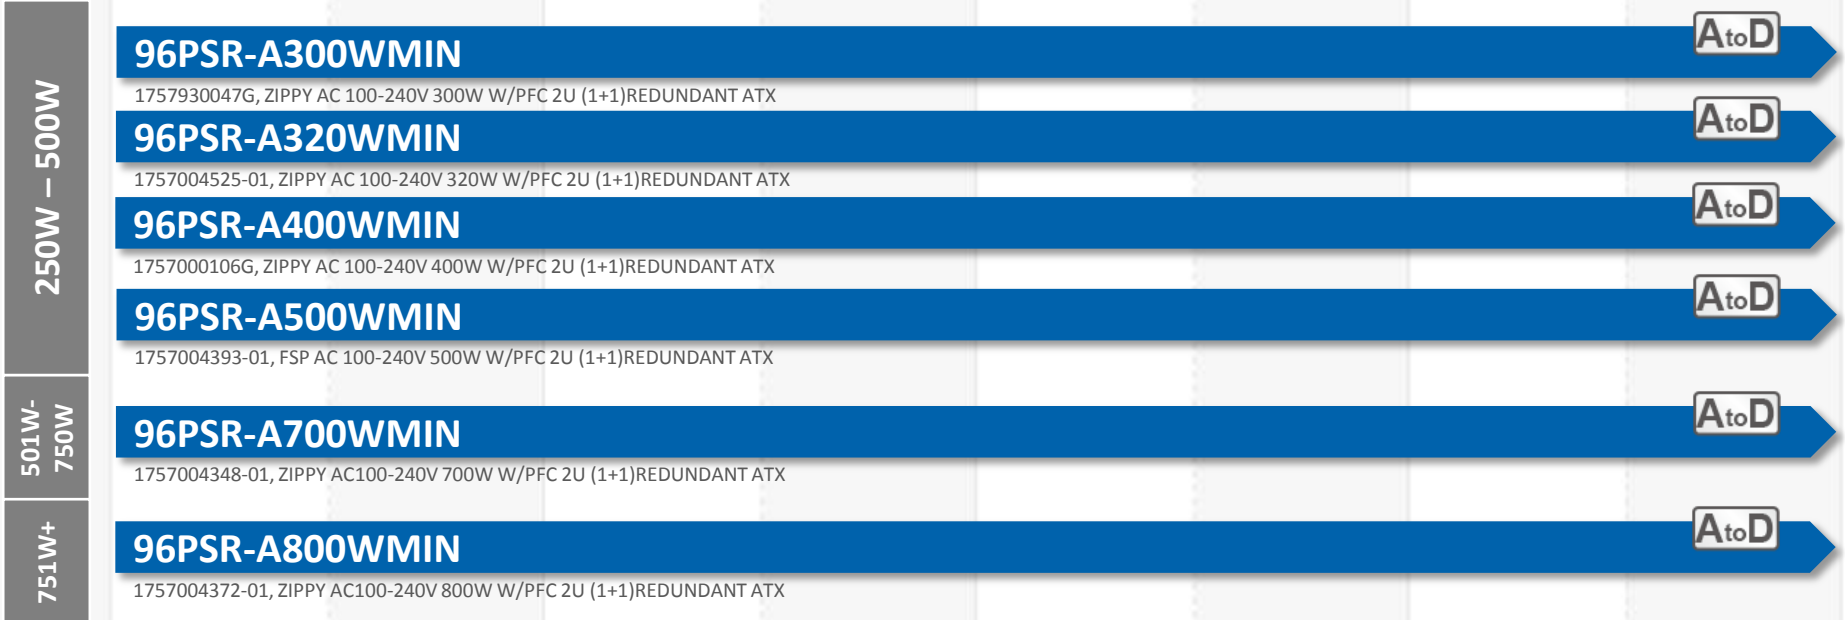 250W – 500W
96PSR-A300WMIN
AtoD
1757930047G, ZIPPY AC 100-240V 300W W/PFC 2U (1+1)REDUNDANT ATX
96PSR-A320WMIN
AtoD
1757004525-01, ZIPPY AC 100-240V 320W W/PFC 2U (1+1)REDUNDANT ATX
96PSR-A400WMIN
AtoD
1757000106G, ZIPPY AC 100-240V 400W W/PFC 2U (1+1)REDUNDANT ATX
96PSR-A500WMIN
AtoD
1757004393-01, FSP AC 100-240V 500W W/PFC 2U (1+1)REDUNDANT ATX
501W-
750W
96PSR-A700WMIN
AtoD
1757004348-01, ZIPPY AC100-240V 700W W/PFC 2U (1+1)REDUNDANT ATX
751W+
96PSR-A800WMIN
AtoD
1757004372-01, ZIPPY AC100-240V 800W W/PFC 2U (1+1)REDUNDANT ATX